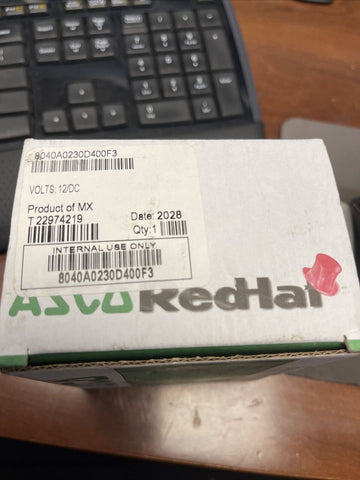 8040A0230D400F3
VOLTS: 12/DC
Product of MX
T 22974219
Date: 2028
Qty:1
INTERNAL USE ONLY
8040A0230D400F3
ASCO RedHat